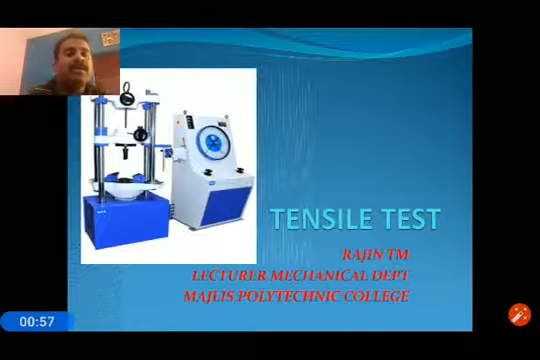 TENSILE TEST
RAJIN TM
LECTURER MECHANICAL DEPT
MAJLIS POLYTECHNIC COLLEGE
00:57